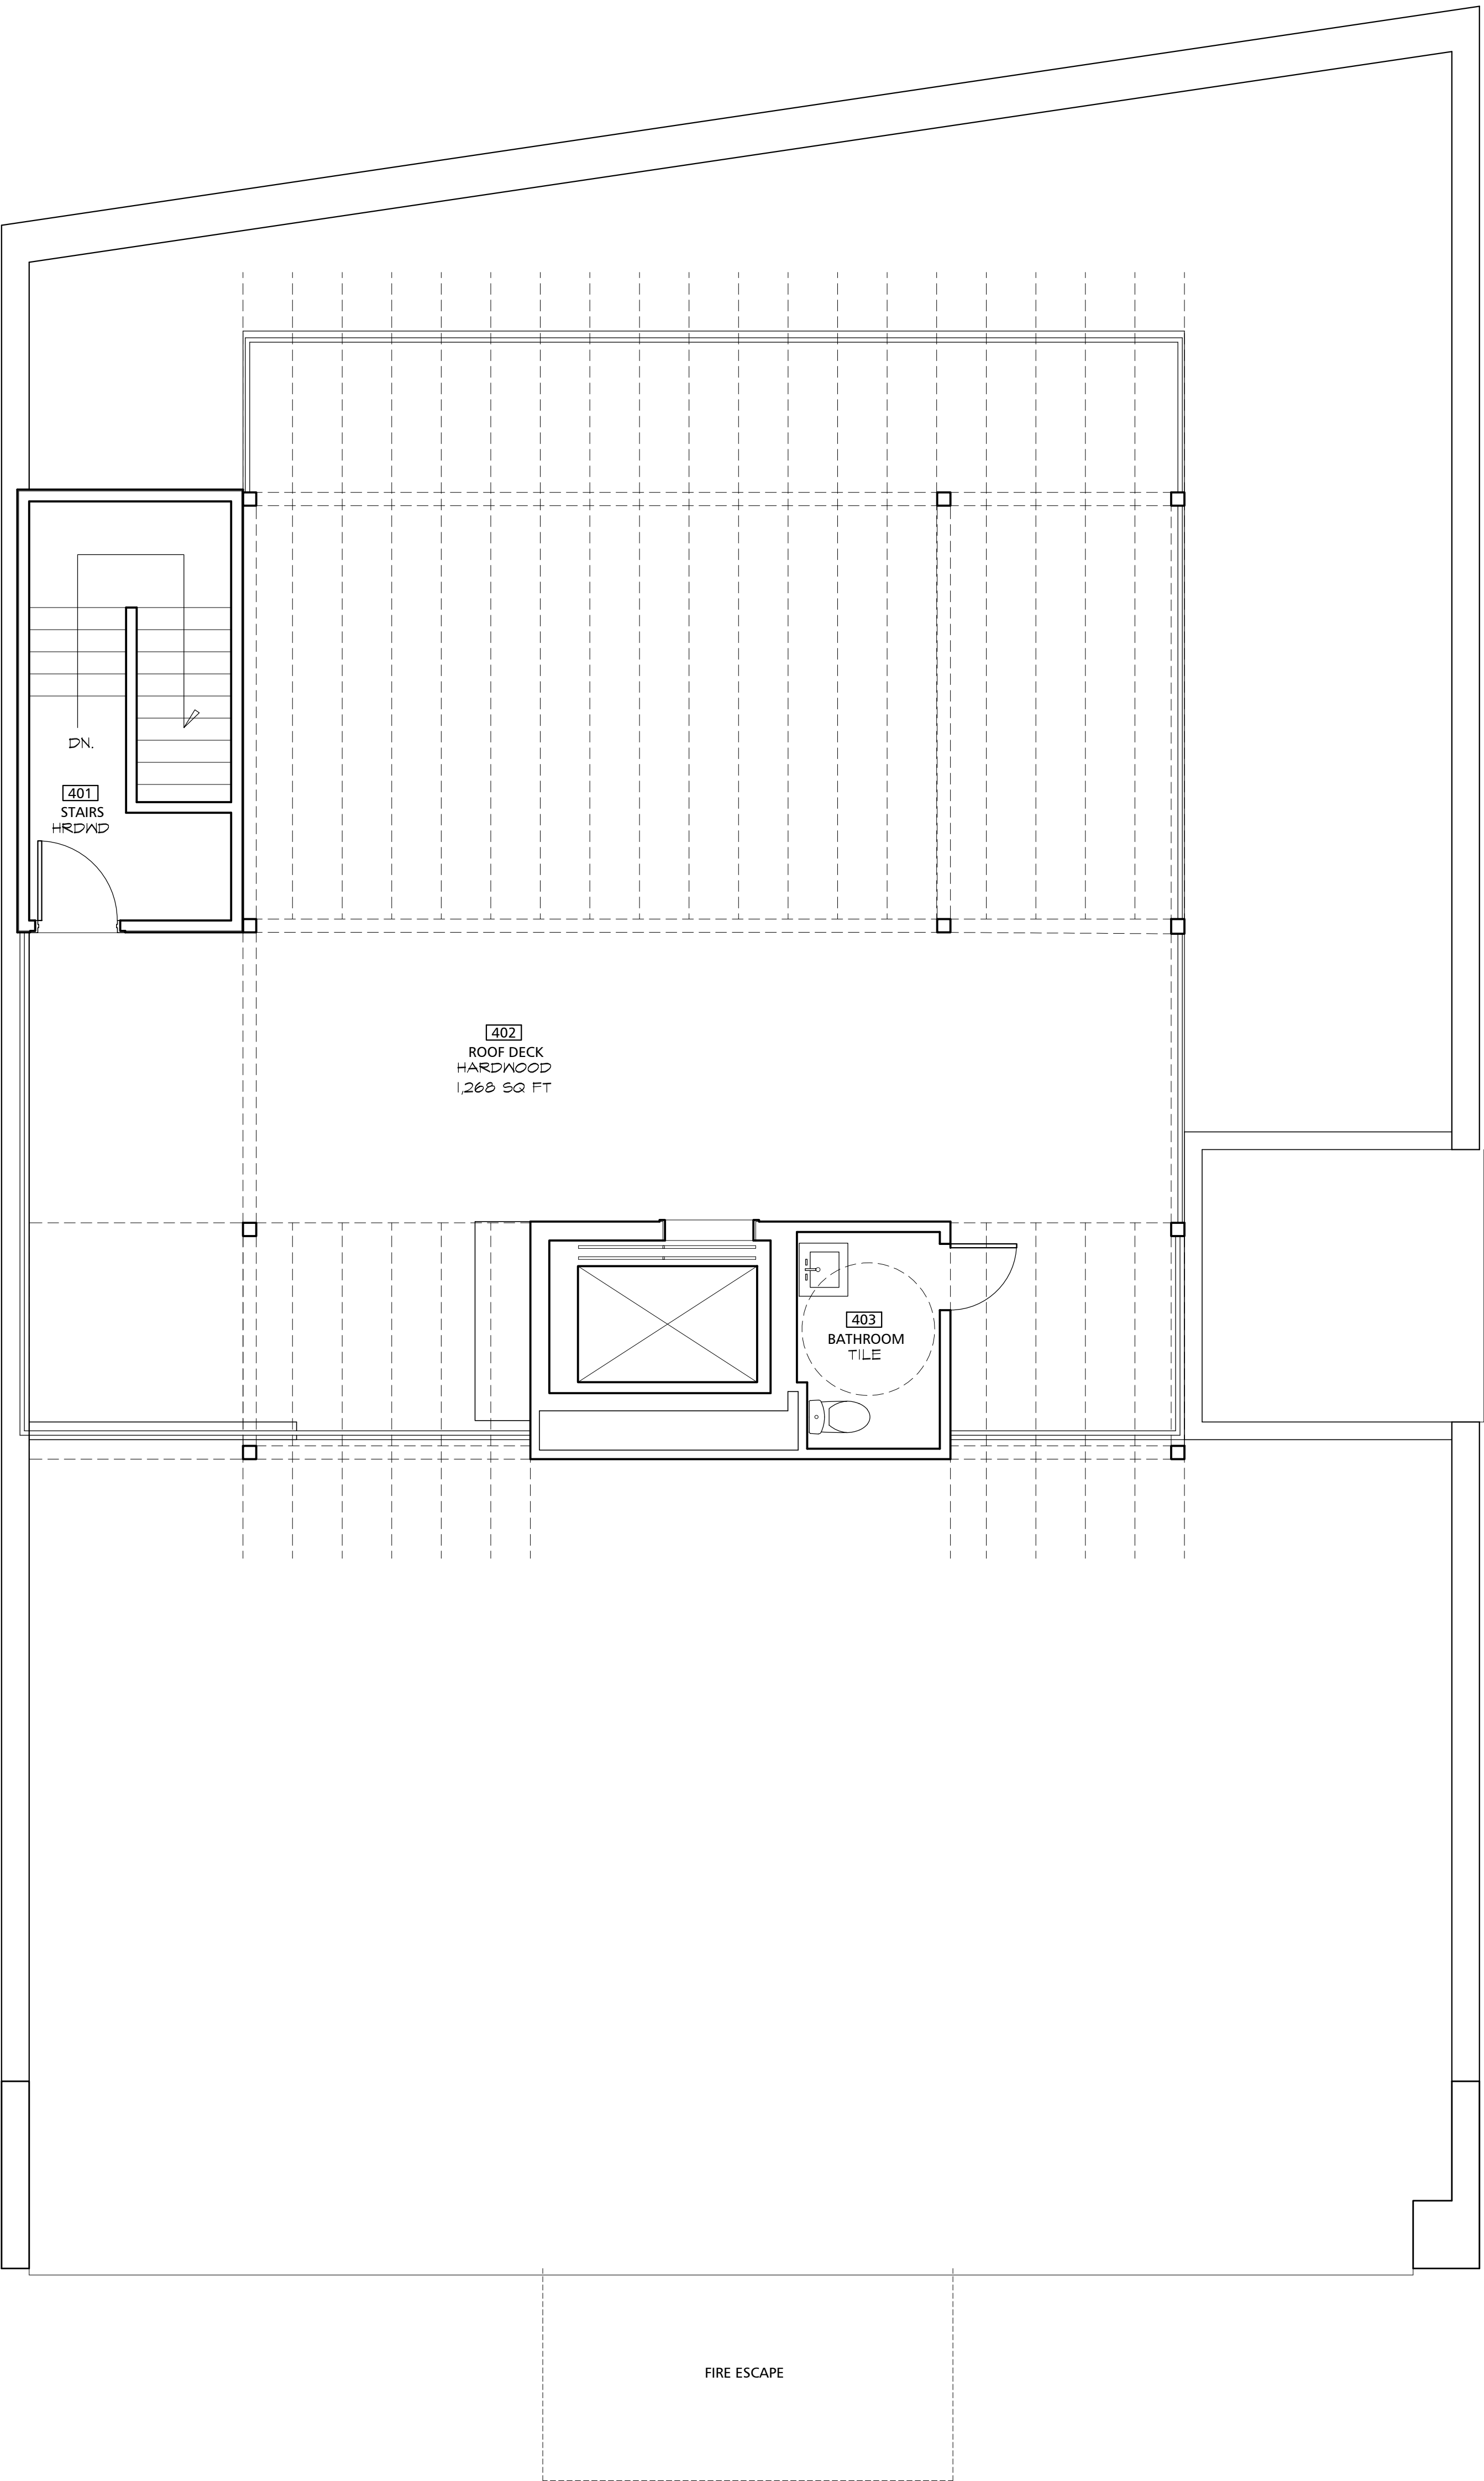 DN.
401
STAIRS
HRDWD
402
ROOF DECK
HARDWOOD
1,268 SQ FT
403
BATHROOM
TILE
FIRE ESCAPE